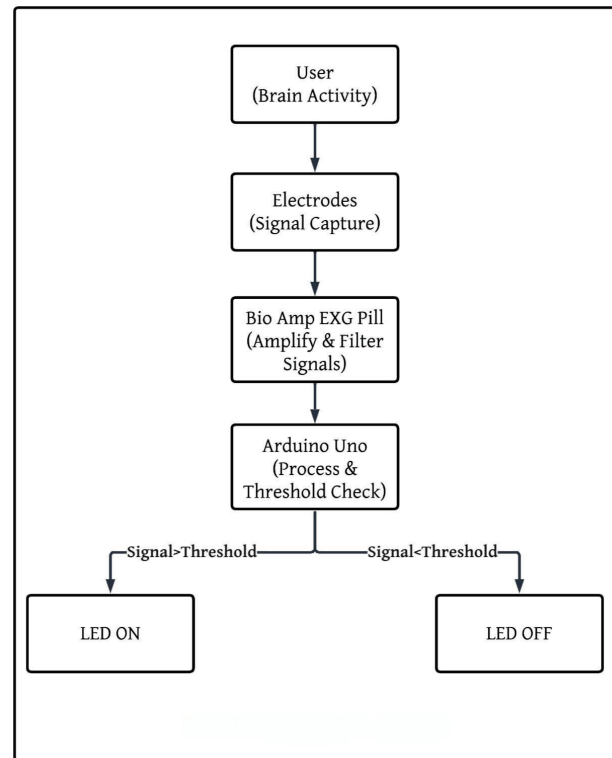 User
(Brain Activity)
Electrodes
(Signal Capture)
Bio Amp EXG Pill
(Amplify & Filter
Signals)
Arduino Uno
(Process &
Threshold Check)
Signal>Threshold
Signal<Threshold
LED ON
LED OFF